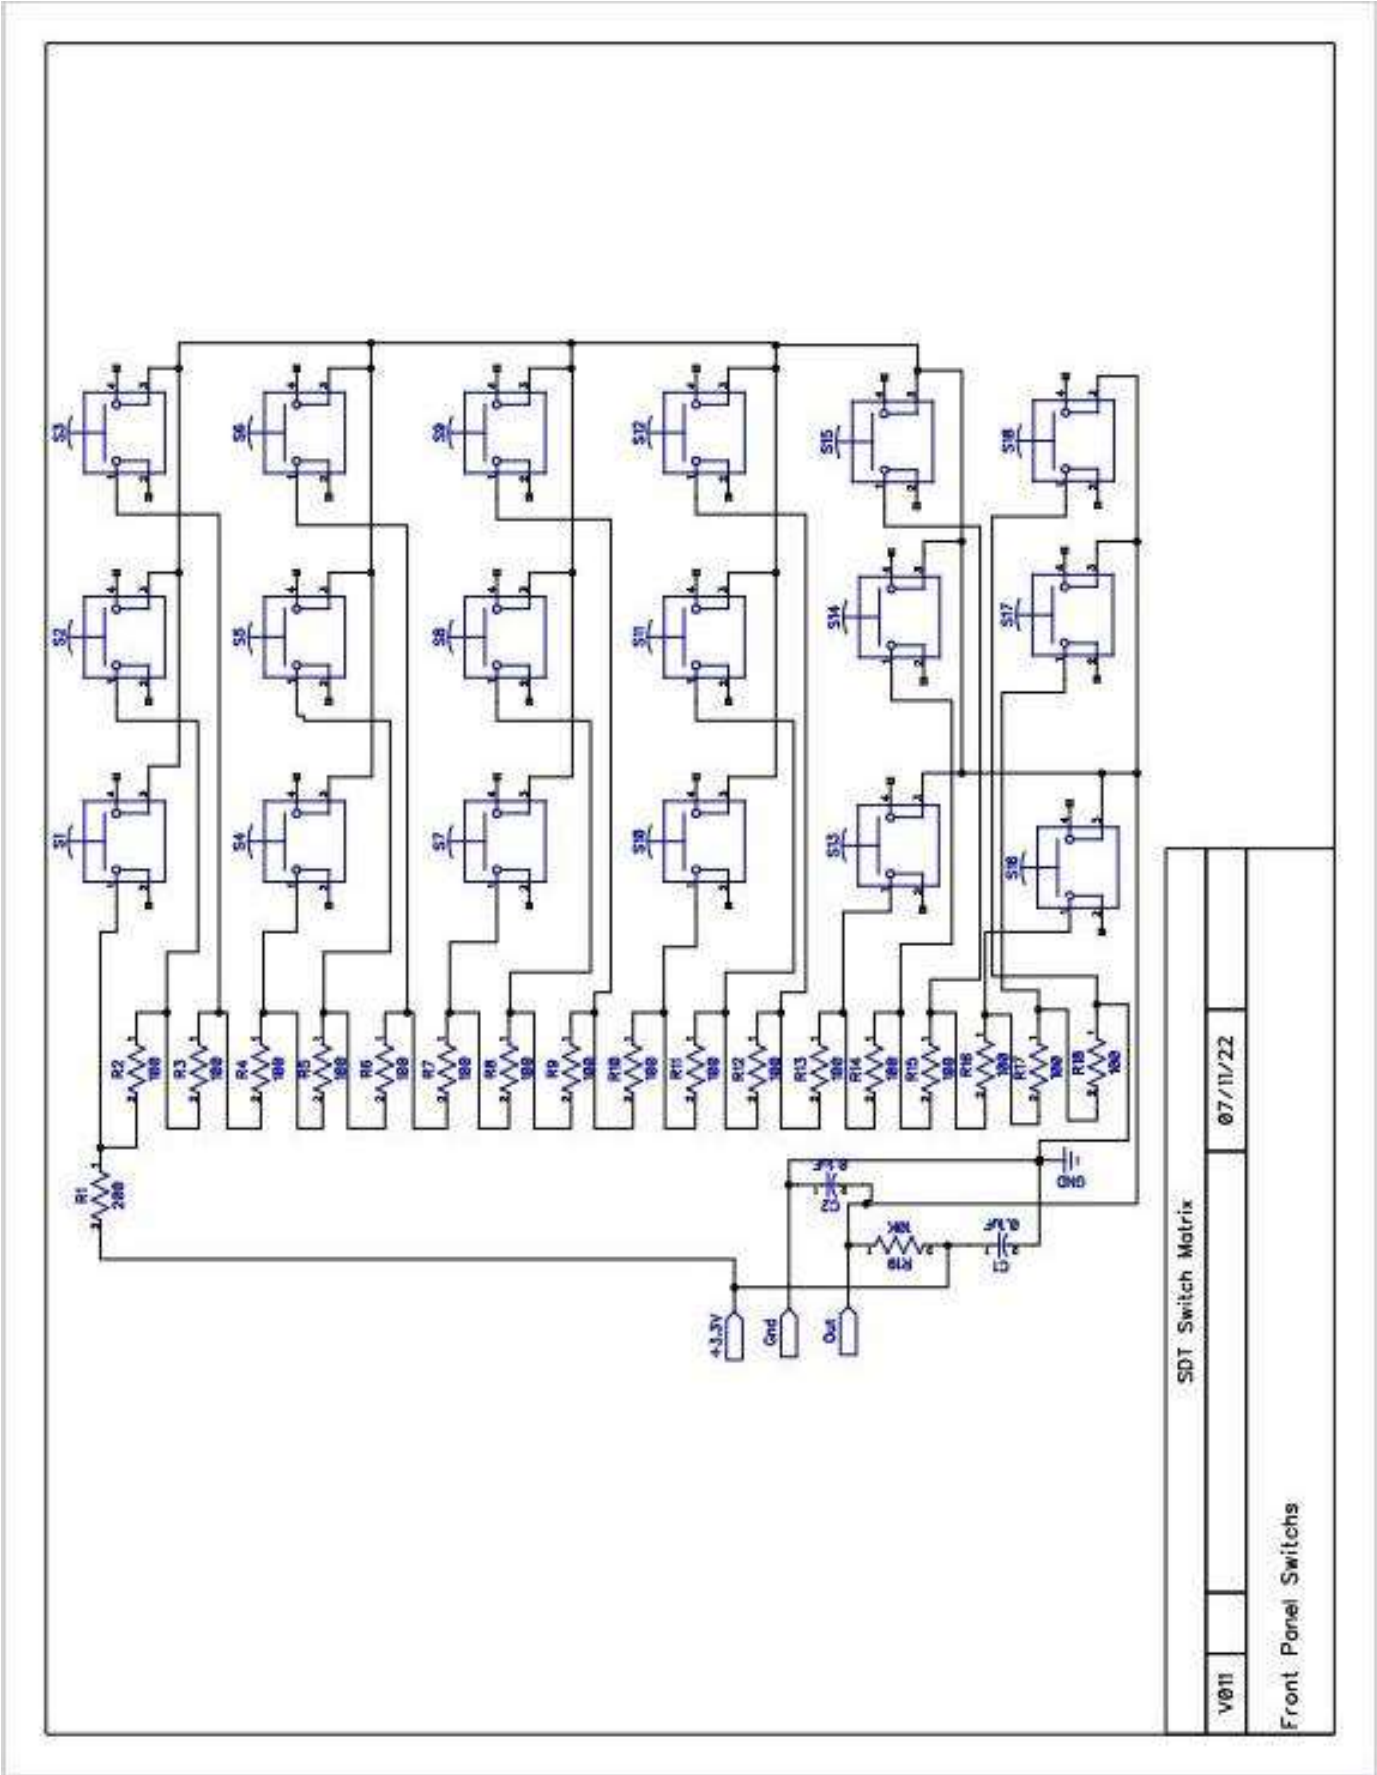 S1
S2
S3
S4
S5
S6
S7
S8
S9
S10
S11
S12
S13
S14
S15
S16
S17
S18
R1
200
R2
100
R3
100
R4
100
R5
100
R6
100
R7
100
R8
100
R9
100
R10
100
R11
100
R12
100
R13
100
R14
100
R15
100
R16
100
R17
100
R18
100
+3.3V
Gnd
Out
R19
10K
C1
0.1uF
C2
GND
SDT Switch Matrix
V011
07/11/22
Front Panel Switchs